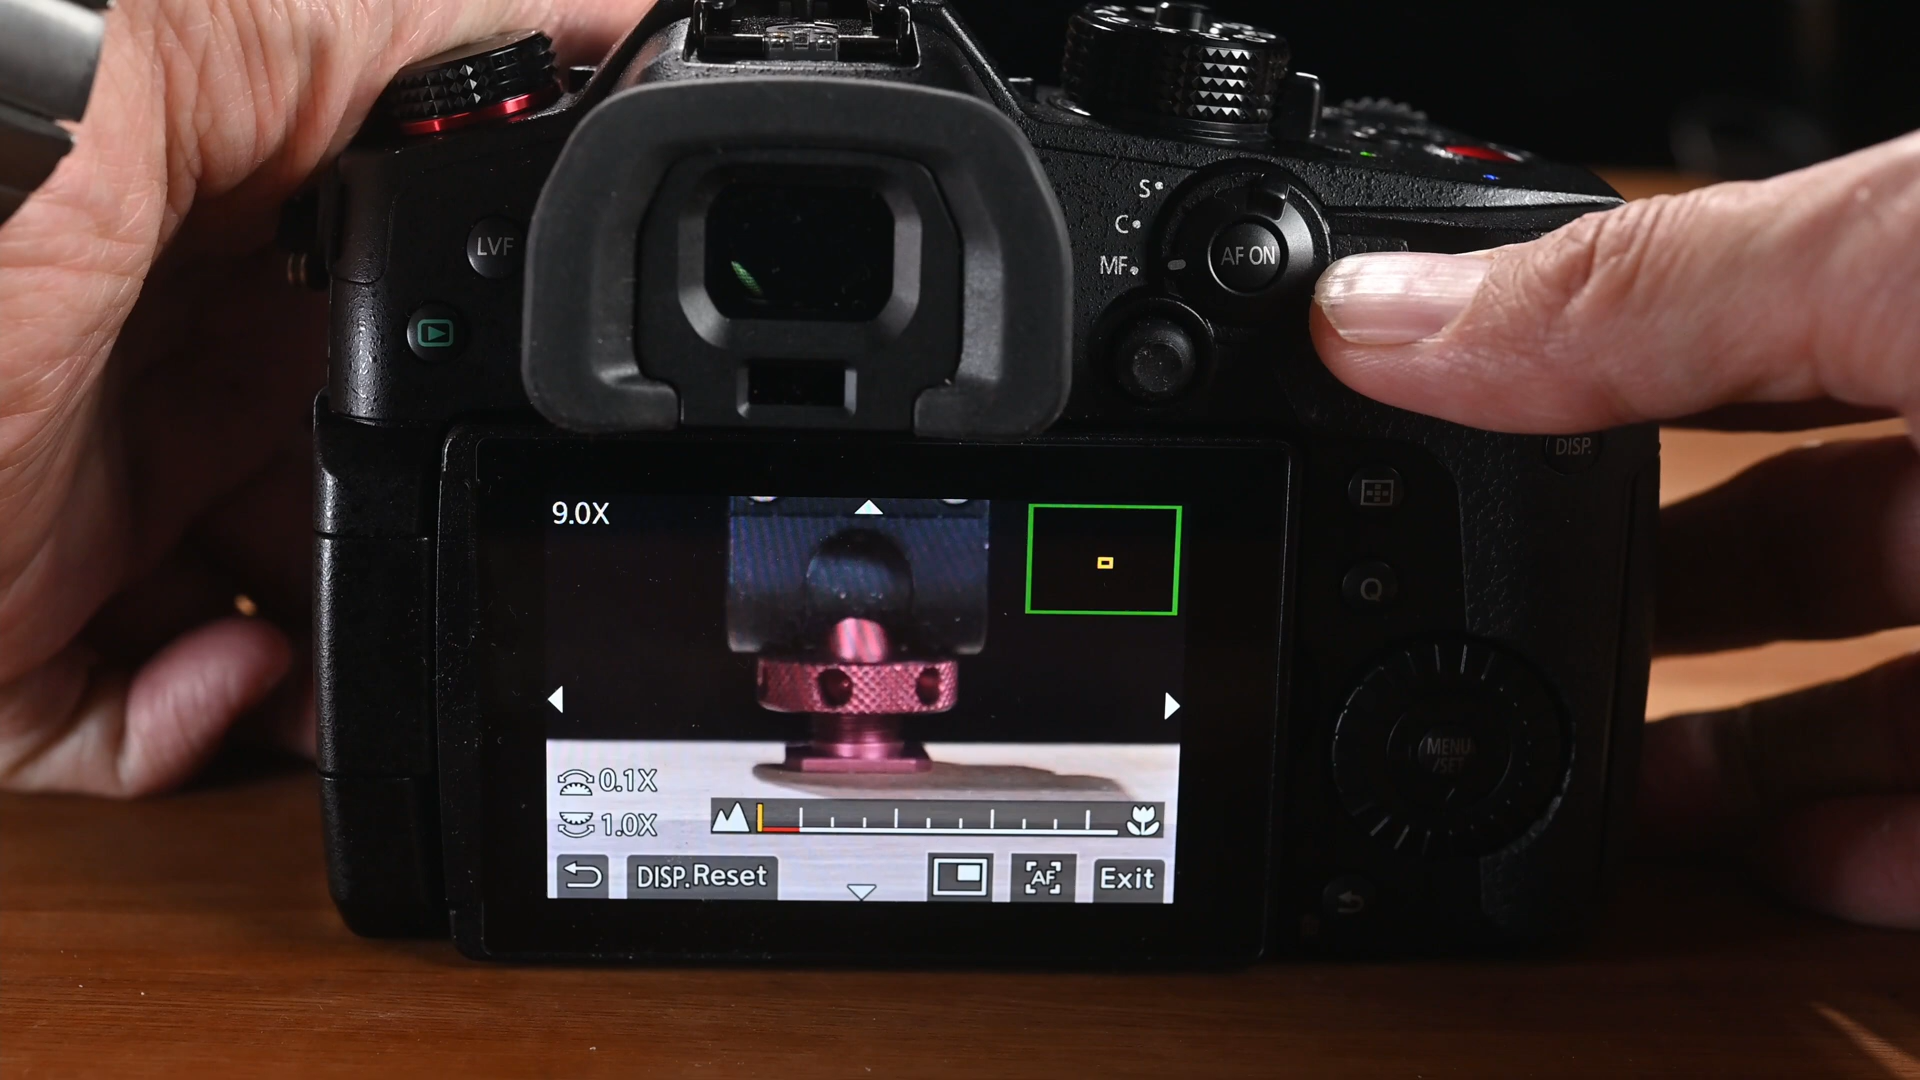 S
C
MF
AF ON
LVF
DISP.
Q
MENU
/SET
9.0X
0.1X
1.0X
DISP.Reset
AF
Exit